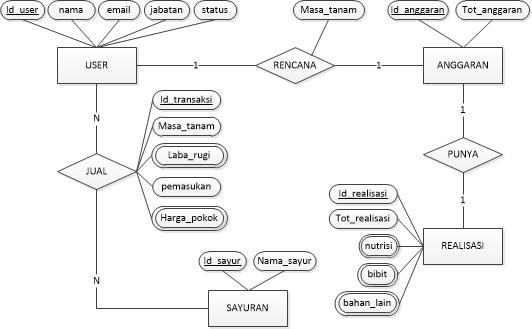 Id_user
nama
email
jabatan
status
Masa_tanam
Id_anggaran
Tot_anggaran
USER
1
RENCANA
1
ANGGARAN
N
1
Id_transaksi
Masa_tanam
Laba_rugi
JUAL
PUNYA
pemasukan
Harga_pokok
1
Id_realisasi
Tot_realisasi
nutrisi
REALISASI
bibit
bahan_lain
N
Id_sayur
Nama_sayur
SAYURAN